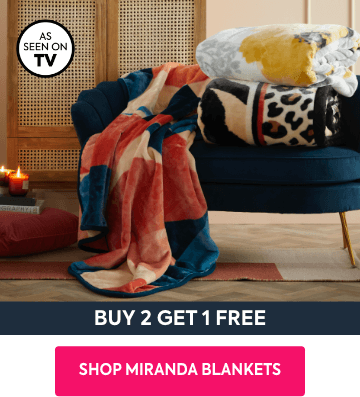 AS
SEEN ON
TV
BUY 2 GET 1 FREE
SHOP MIRANDA BLANKETS